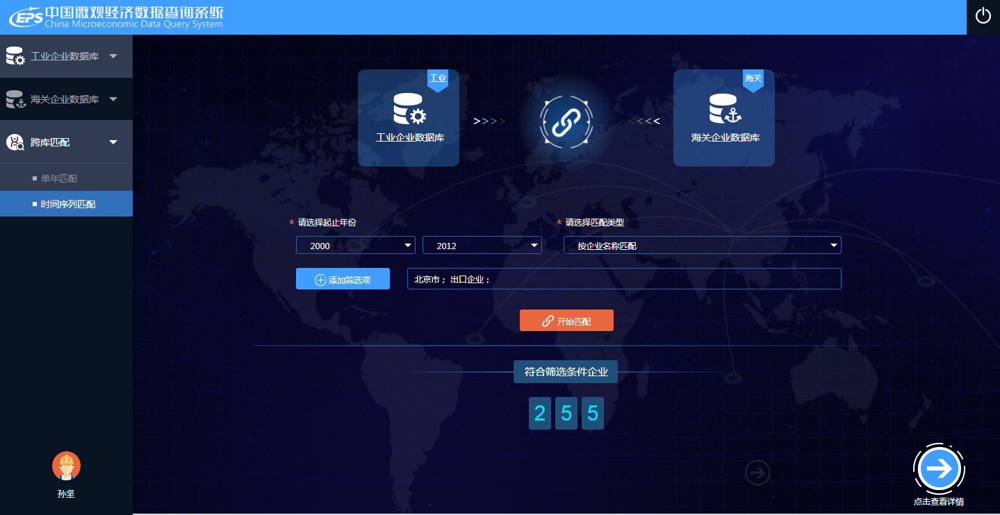 EPS 中国微观经济数据查询系统
China Microeconomic Data Query System
工业企业数据库
海关企业数据库
跨库匹配
单年匹配
时间序列匹配
孙坚
工业
工业企业数据库
>>>>
<<<<
海关
海关企业数据库
* 请选择起止年份
* 请选择匹配类型
2000
2012
按企业名称匹配
添加筛选项
北京市； 出口企业；
开始匹配
符合筛选条件企业
2 5 5
点击查看详情